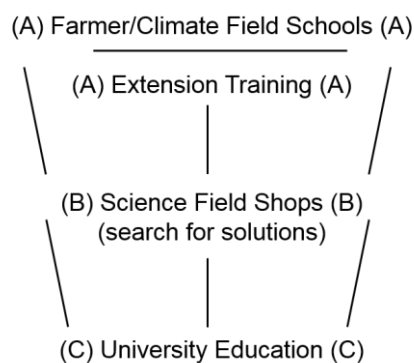 (A) Farmer/Climate Field Schools (A)
(A) Extension Training (A)
(B) Science Field Shops (B)
(search for solutions)
(C) University Education (C)